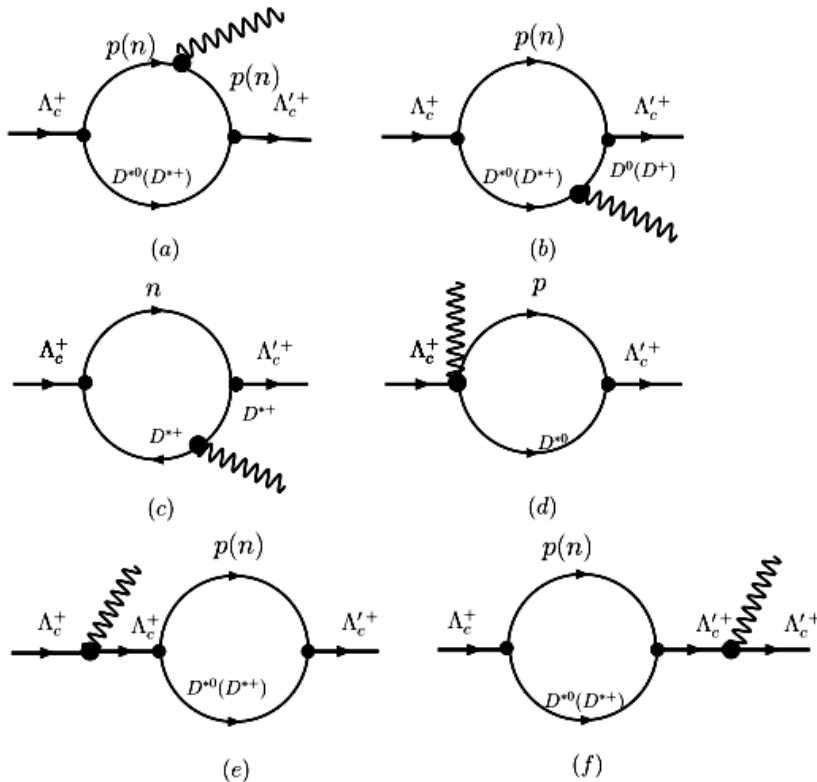 p(n)
p(n)
Λ_c^+
Λ_c'^+
D^{*0}(D^{*+})
(a)
p(n)
Λ_c^+
Λ_c'^+
D^{*0}(D^{*+})
D^0(D^+)
(b)
n
Λ_c^+
Λ_c'^+
D^{*+}
D^{*+}
(c)
p
Λ_c^+
Λ_c'^+
D^{*0}
(d)
p(n)
Λ_c^+
Λ_c^+
Λ_c'^+
D^{*0}(D^{*+})
(e)
p(n)
Λ_c^+
Λ_c'^+
Λ_c'^+
D^{*0}(D^{*+})
(f)